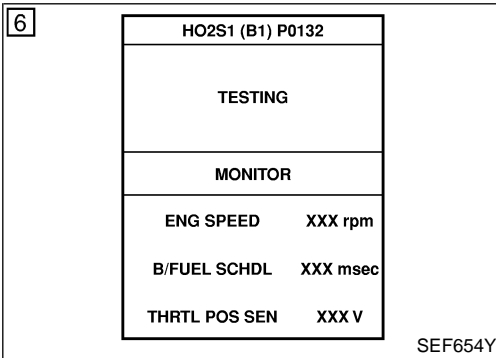 6
HO2S1 (B1) P0132
TESTING
MONITOR
ENG SPEED XXX rpm
B/FUEL SCHDL XXX msec
THRTL POS SEN XXX V
SEF654Y